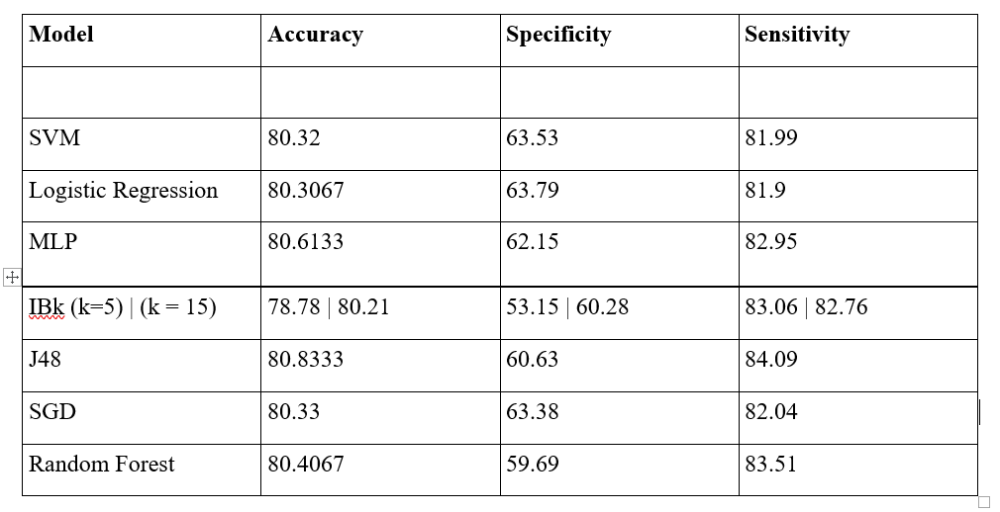 Model Accuracy Specificity Sensitivity
SVM 80.32 63.53 81.99
Logistic Regression 80.3067 63.79 81.9
MLP 80.6133 62.15 82.95
IBk (k=5) | (k = 15) 78.78 | 80.21 53.15 | 60.28 83.06 | 82.76
J48 80.8333 60.63 84.09
SGD 80.33 63.38 82.04
Random Forest 80.4067 59.69 83.51